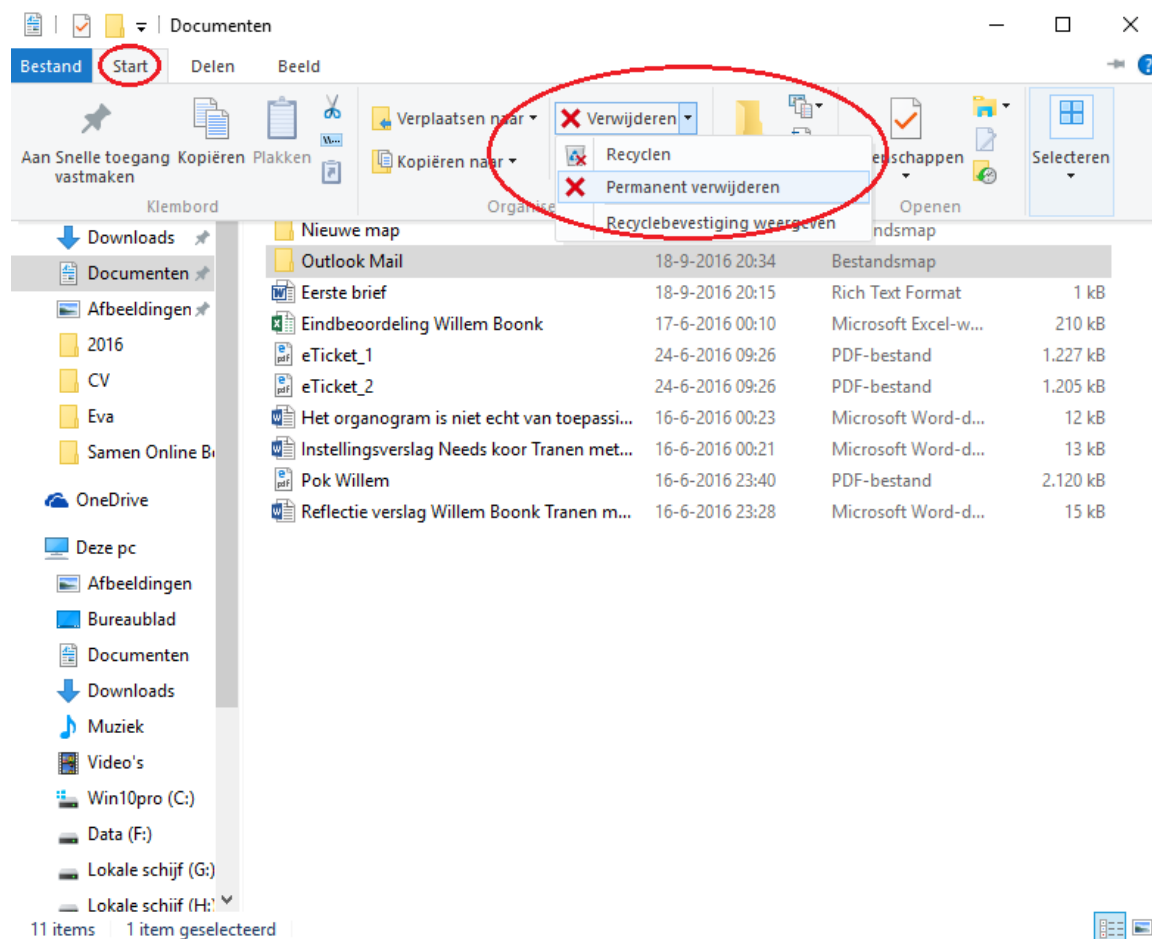 Documenten
Bestand Start Delen Beeld
Aan Snelle toegang vastmaken
Kopiëren
Plakken
W...
Klembord
Verplaatsen naar
Kopiëren naar
Organise
Verwijderen
Recyclen
Permanent verwijderen
Recyclebevestiging weergeven
enschappen
Openen
Selecteren
Downloads
Documenten
Afbeeldingen
2016
CV
Eva
Samen Online B
OneDrive
Deze pc
Afbeeldingen
Bureaublad
Documenten
Downloads
Muziek
Video's
Win10pro (C:)
Data (F:)
Lokale schijf (G:)
Lokale schijf (H:)
Nieuwe map ndsmap
Outlook Mail 18-9-2016 20:34 Bestandsmap
Eerste brief 18-9-2016 20:15 Rich Text Format 1 kB
Eindbeoordeling Willem Boonk 17-6-2016 00:10 Microsoft Excel-w... 210 kB
eTicket_1 24-6-2016 09:26 PDF-bestand 1.227 kB
eTicket_2 24-6-2016 09:26 PDF-bestand 1.205 kB
Het organogram is niet echt van toepassi... 16-6-2016 00:23 Microsoft Word-d... 12 kB
Instellingsverslag Needs koor Tranen met... 16-6-2016 00:21 Microsoft Word-d... 13 kB
Pok Willem 16-6-2016 23:40 PDF-bestand 2.120 kB
Reflectie verslag Willem Boonk Tranen m... 16-6-2016 23:28 Microsoft Word-d... 15 kB
11 items 1 item geselecteerd